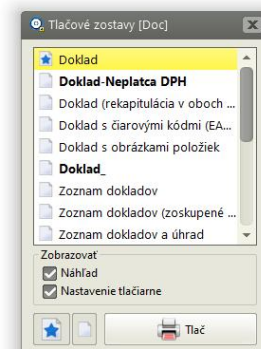 Tlačové zostavy [Doc]
Doklad
Doklad-Neplatca DPH
Doklad (rekapitulácia v oboch ...
Doklad s čiarovými kódmi (EA...
Doklad s obrázkami položiek
Doklad_
Zoznam dokladov
Zoznam dokladov (zoskupené ...
Zoznam dokladov a úhrad
Zobrazovať
Náhľad
Nastavenie tlačiarne
Tlač